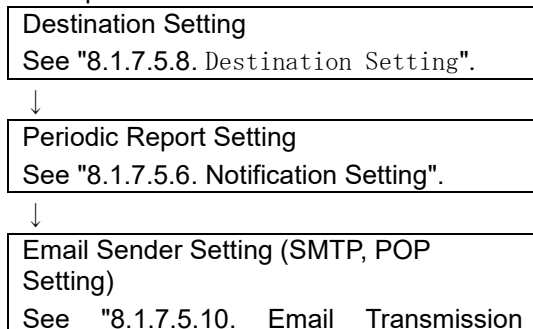 Destination Setting
See "8.1.7.5.8. Destination Setting".
↓
Periodic Report Setting
See "8.1.7.5.6. Notification Setting".
↓
Email Sender Setting (SMTP, POP
Setting)
See "8.1.7.5.10. Email Transmission